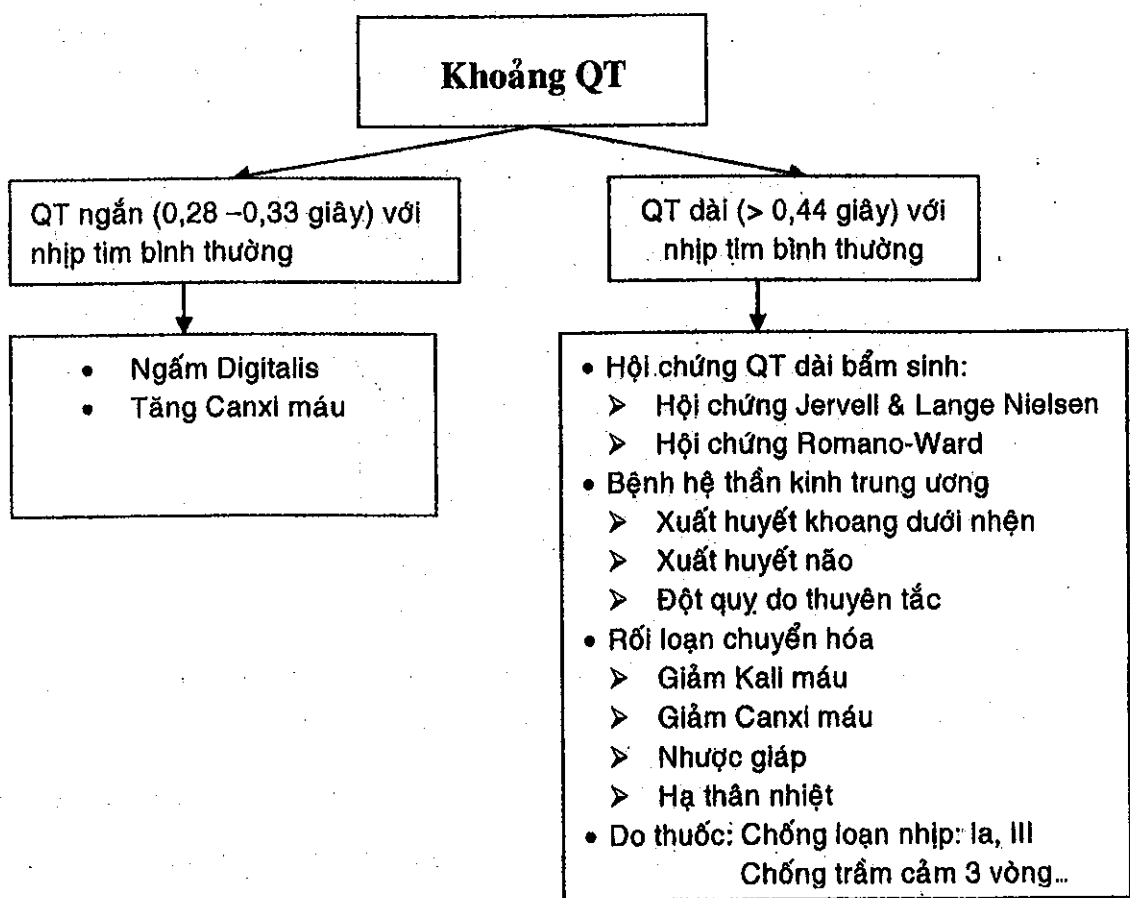 Khoảng QT
QT ngắn (0,28 –0,33 giây) với
nhịp tim bình thường
QT dài (> 0,44 giây) với
nhịp tim bình thường
• Ngấm Digitalis
• Tăng Canxi máu
• Hội chứng QT dài bẩm sinh:
➢ Hội chứng Jervell & Lange Nielsen
➢ Hội chứng Romano-Ward
• Bệnh hệ thần kinh trung ương
➢ Xuất huyết khoang dưới nhện
➢ Xuất huyết não
➢ Đột quỵ do thuyên tắc
• Rối loạn chuyển hóa
➢ Giảm Kali máu
➢ Giảm Canxi máu
➢ Nhược giáp
➢ Hạ thân nhiệt
• Do thuốc: Chống loạn nhịp: Ia, III
Chống trầm cảm 3 vòng...